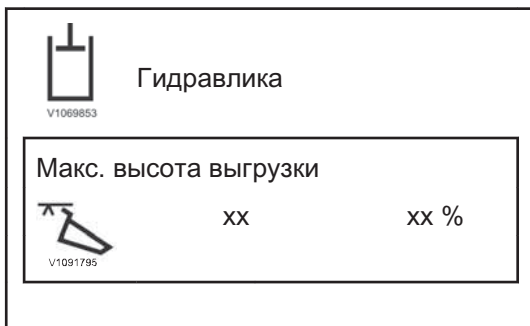 Гидравлика
V1069853
Макс. высота выгрузки
xx xx %
V1091795